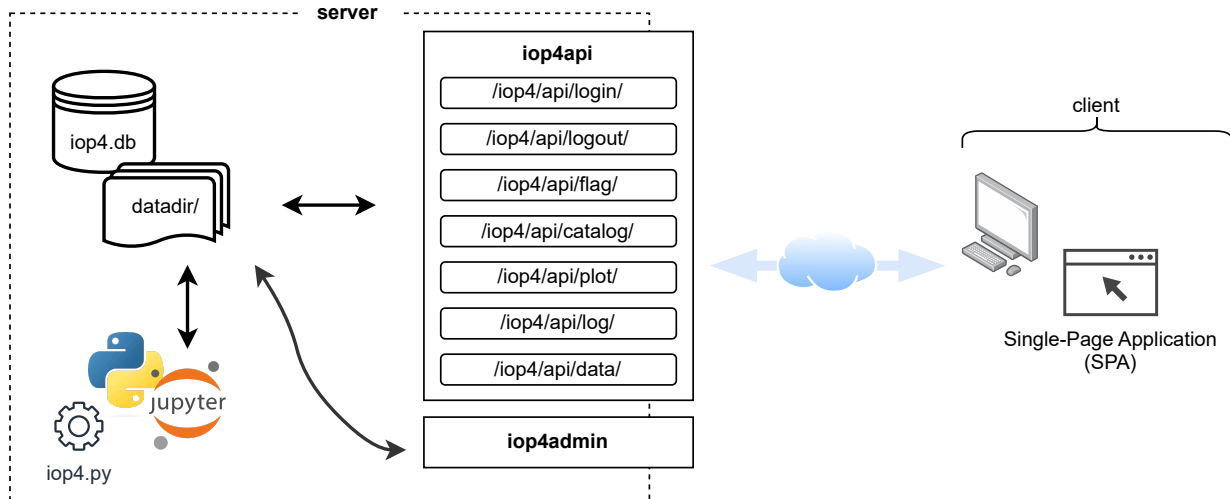 server
iop4.db
datadir/
jupyter
iop4.py
iop4api
/iop4/api/login/
/iop4/api/logout/
/iop4/api/flag/
/iop4/api/catalog/
/iop4/api/plot/
/iop4/api/log/
/iop4/api/data/
iop4admin
client
Single-Page Application
(SPA)